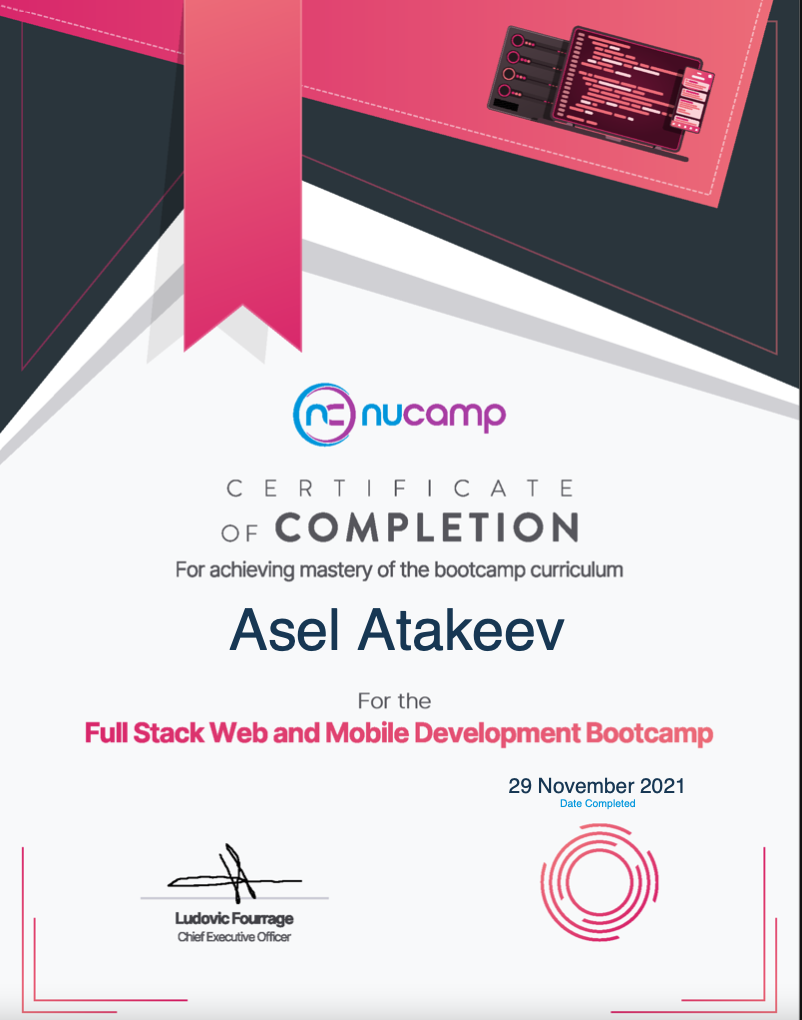 nc nucamp
CERTIFICATE
OF COMPLETION
For achieving mastery of the bootcamp curriculum
Asel Atakeev
For the
Full Stack Web and Mobile Development Bootcamp
29 November 2021
Date Completed
Ludovic Fourrage
Chief Executive Officer